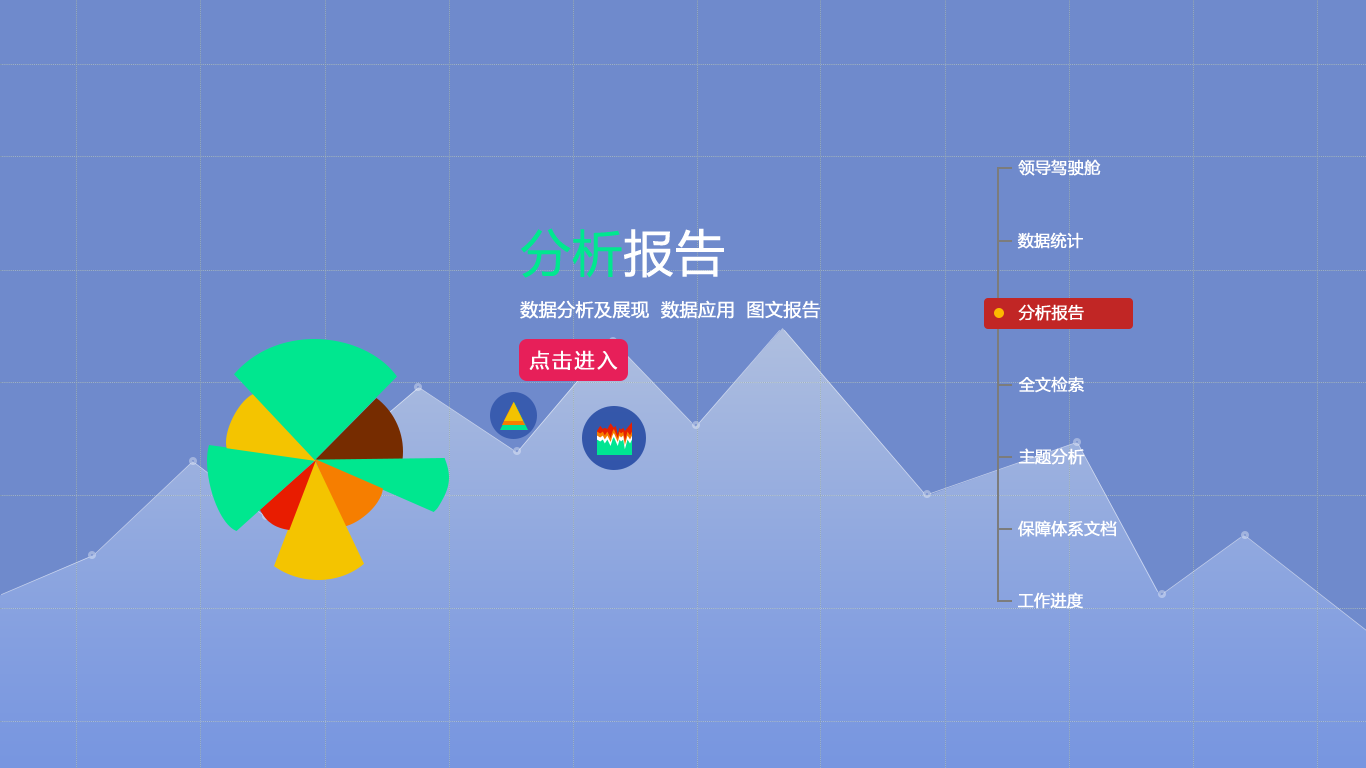 分析报告
数据分析及展现 数据应用 图文报告
点击进入
领导驾驶舱
数据统计
分析报告
全文检索
主题分析
保障体系文档
工作进度